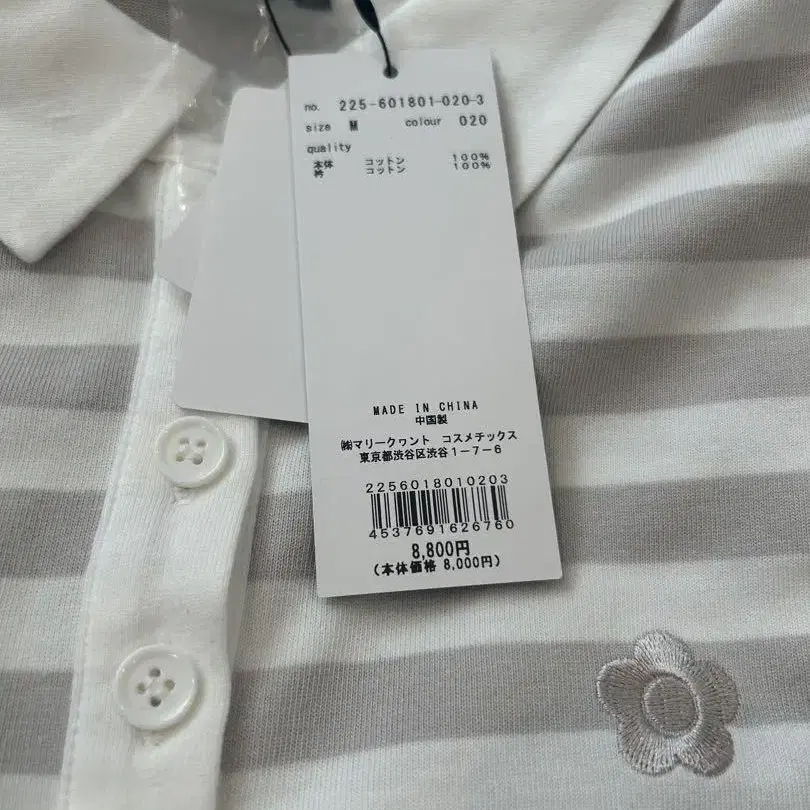 no. 225-601801-020-3
size M colour 020
quality
本体 コットン 100%
衿 コットン 100%
MADE IN CHINA
中国製
㈱マリークヮント コスメチックス
東京都渋谷区渋谷1-7-6
2256018010203
4537691626760
8,800円
(本体価格 8,000円)